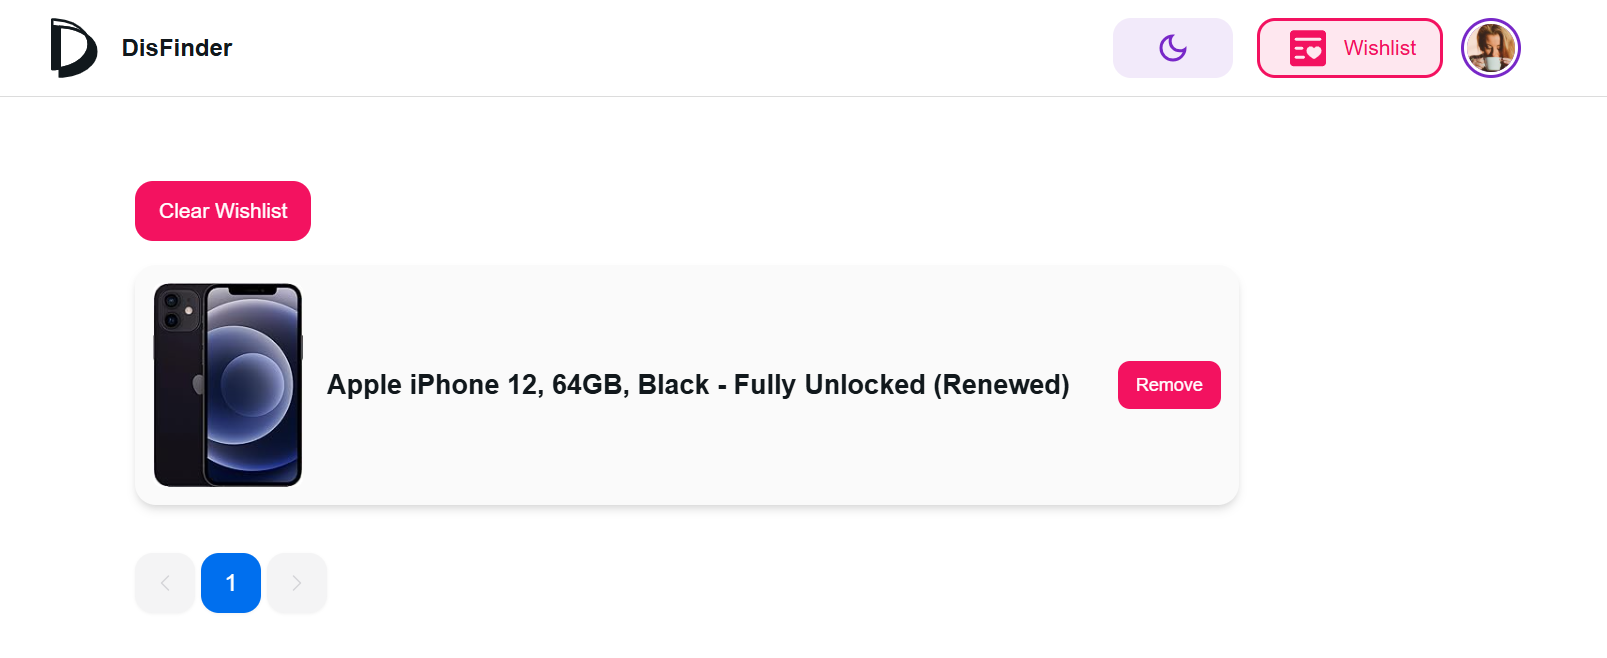 DisFinder
Wishlist
Clear Wishlist
Apple iPhone 12, 64GB, Black - Fully Unlocked (Renewed)
Remove
1